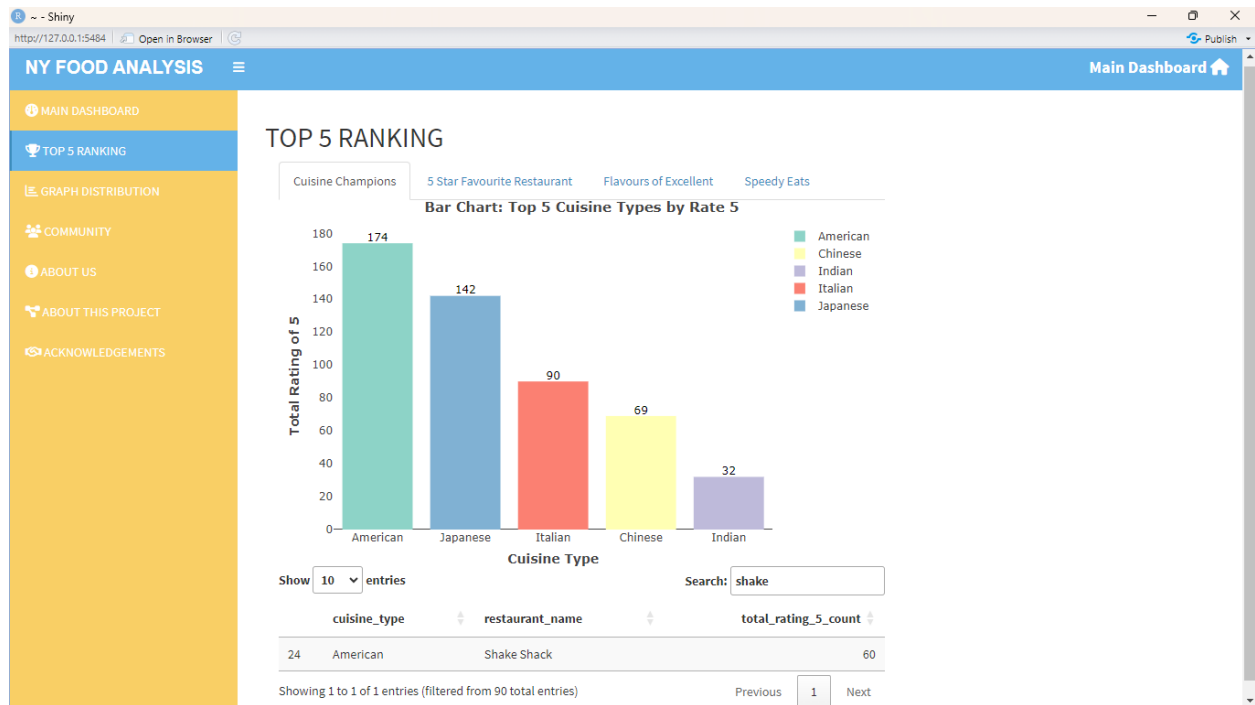 ~ - Shiny
http://127.0.0.1:5484 Open in Browser Publish
NY FOOD ANALYSIS Main Dashboard
MAIN DASHBOARD
TOP 5 RANKING
GRAPH DISTRIBUTION
COMMUNITY
ABOUT US
ABOUT THIS PROJECT
ACKNOWLEDGEMENTS
TOP 5 RANKING
Cuisine Champions 5 Star Favourite Restaurant Flavours of Excellent Speedy Eats
Bar Chart: Top 5 Cuisine Types by Rate 5
Total Rating of 5
180
160
140
120
100
80
60
40
20
0
174
142
90
69
32
American Japanese Italian Chinese Indian
Cuisine Type
American
Chinese
Indian
Italian
Japanese
Show 10 entries Search: shake
cuisine_type restaurant_name total_rating_5_count
24 American Shake Shack 60
Showing 1 to 1 of 1 entries (filtered from 90 total entries) Previous 1 Next